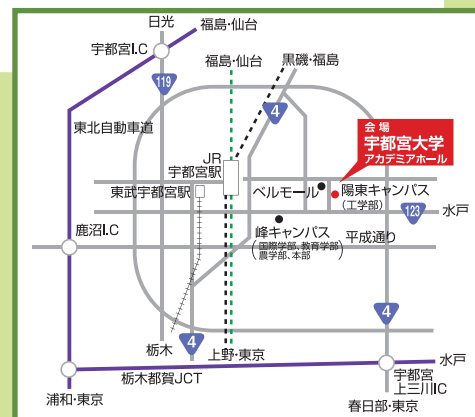 日光
福島・仙台
宇都宮I.C
福島・仙台
黒磯・福島
119
4
東北自動車道
会場
宇都宮大学
アカデミアホール
JR
宇都宮駅
東武宇都宮駅
ベルモール
陽東キャンパス
(工学部)
123
水戸
鹿沼I.C
峰キャンパス
(国際学部、教育学部
農学部、本部)
平成通り
4
4
栃木
上野・東京
栃木都賀JCT
水戸
宇都宮
上三川IC
浦和・東京
春日部・東京